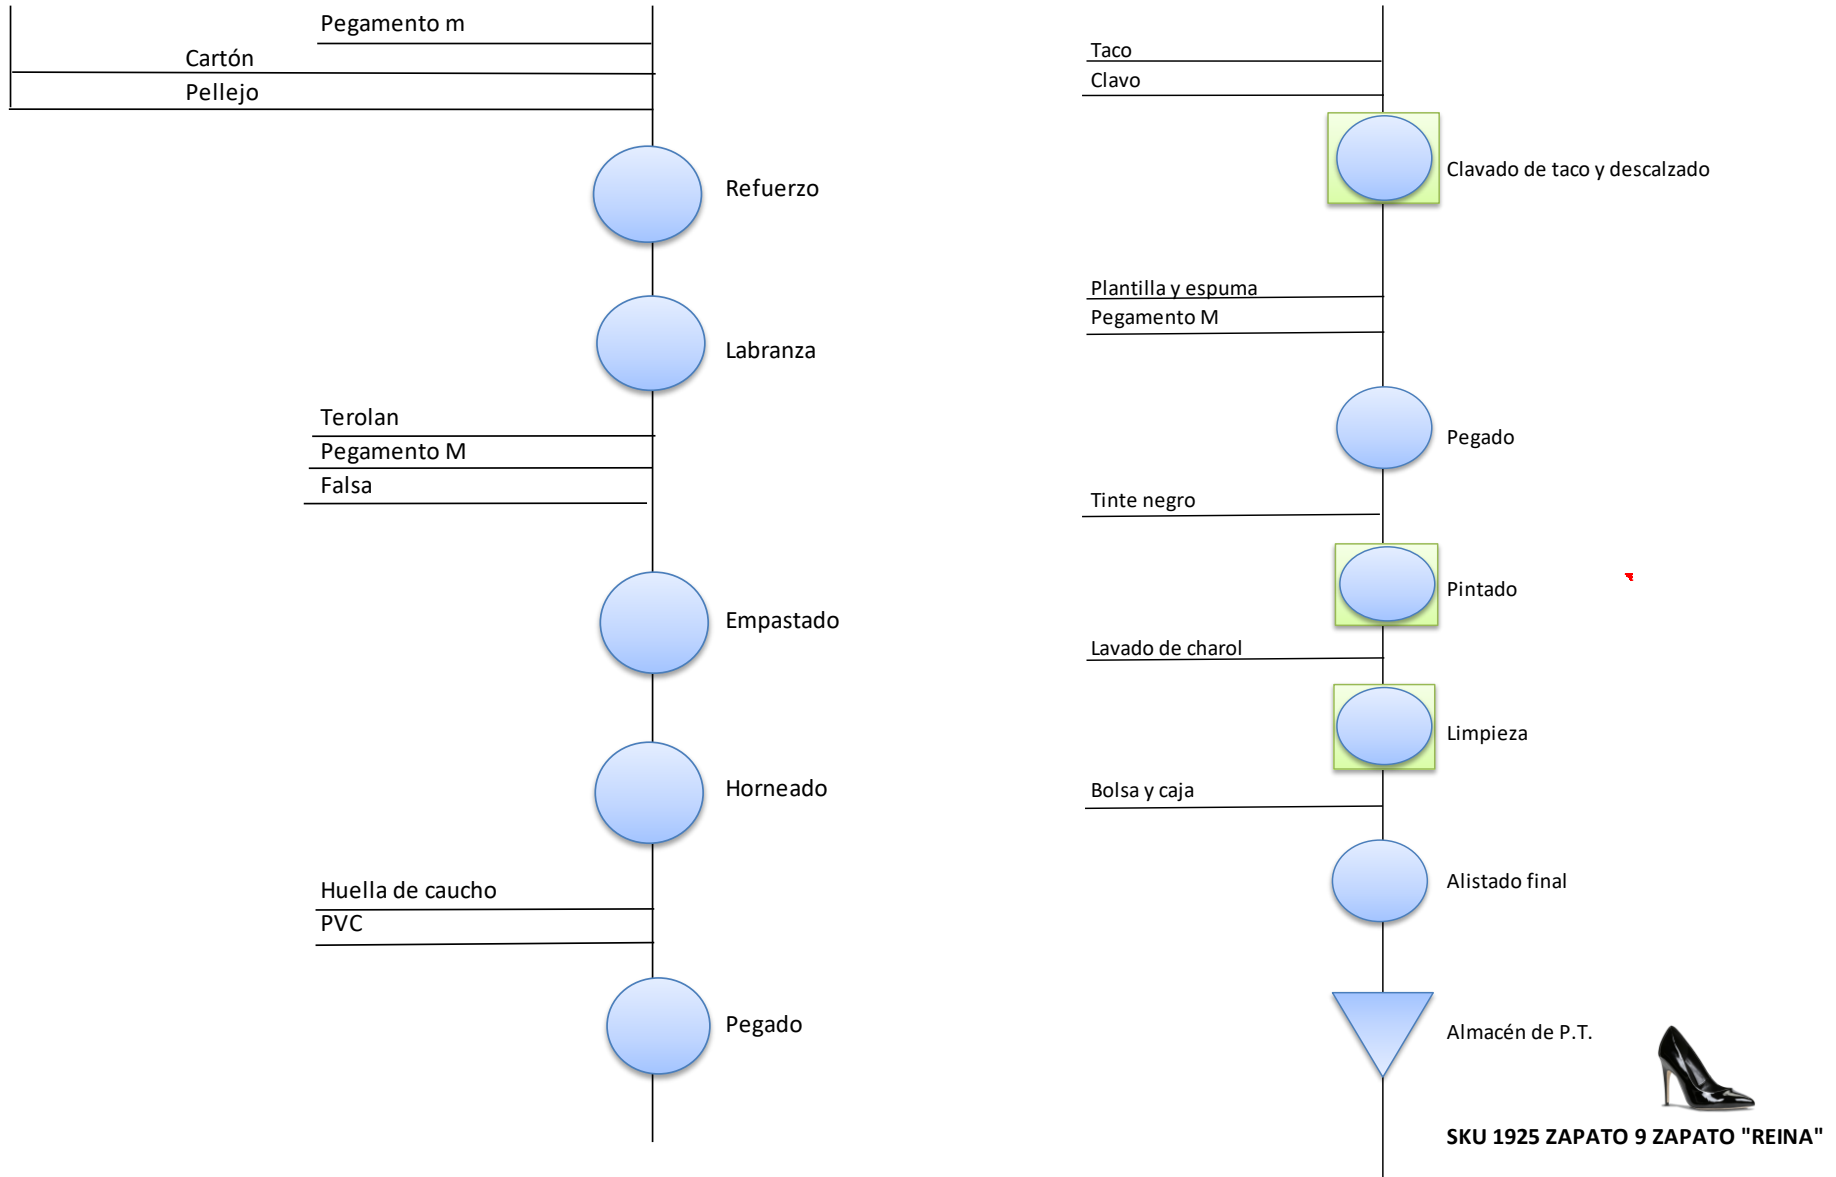 Pegamento m
Cartón
Pellejo
Refuerzo
Labranza
Terolan
Pegamento M
Falsa
Empastado
Horneado
Huella de caucho
PVC
Pegado
Taco
Clavo
Clavado de taco y descalzado
Plantilla y espuma
Pegamento M
Pegado
Tinte negro
Pintado
Lavado de charol
Limpieza
Bolsa y caja
Alistado final
Almacén de P.T.
SKU 1925 ZAPATO 9 ZAPATO "REINA"